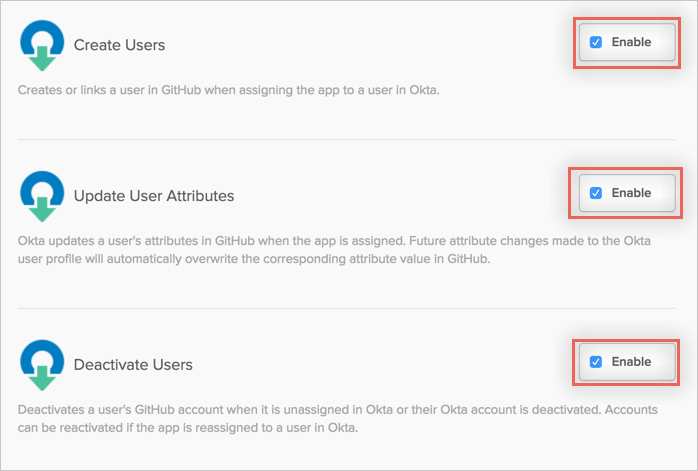 Create Users
Enable
Creates or links a user in GitHub when assigning the app to a user in Okta.
Update User Attributes
Enable
Okta updates a user's attributes in GitHub when the app is assigned. Future attribute changes made to the Okta
user profile will automatically overwrite the corresponding attribute value in GitHub.
Deactivate Users
Enable
Deactivates a user's GitHub account when it is unassigned in Okta or their Okta account is deactivated. Accounts
can be reactivated if the app is reassigned to a user in Okta.